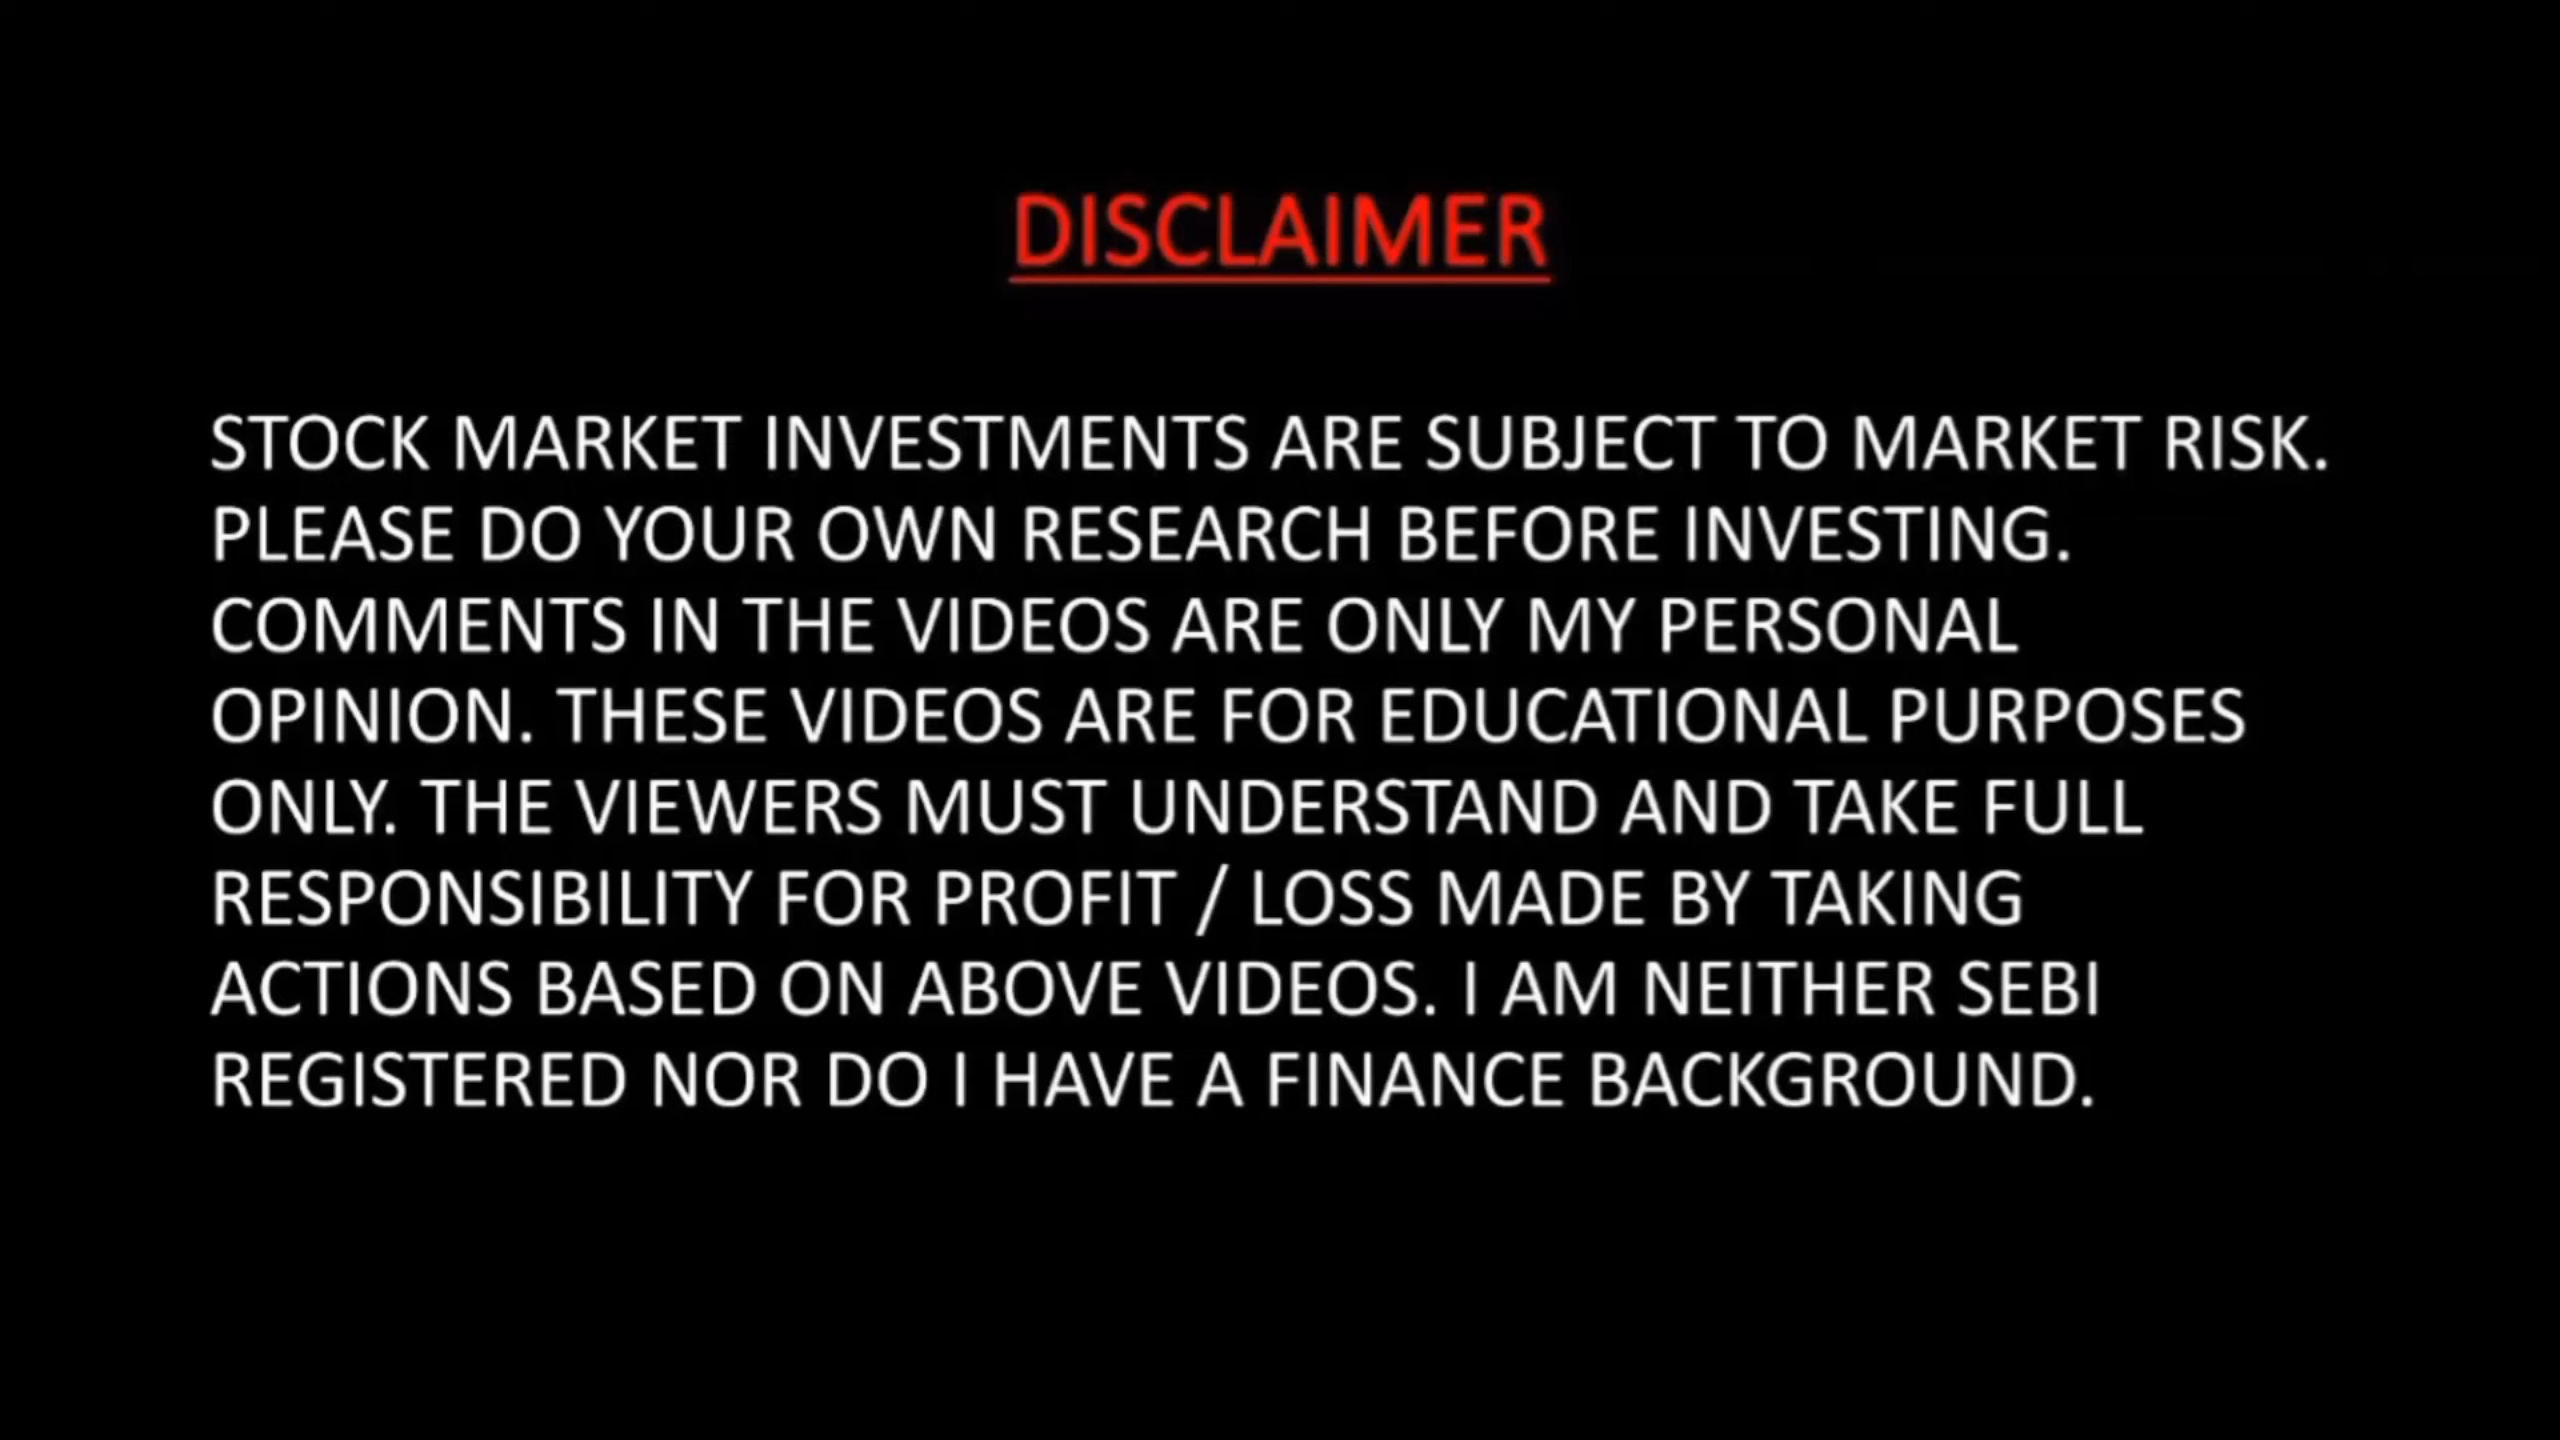 DISCLAIMER
STOCK MARKET INVESTMENTS ARE SUBJECT TO MARKET RISK.
PLEASE DO YOUR OWN RESEARCH BEFORE INVESTING.
COMMENTS IN THE VIDEOS ARE ONLY MY PERSONAL
OPINION. THESE VIDEOS ARE FOR EDUCATIONAL PURPOSES
ONLY. THE VIEWERS MUST UNDERSTAND AND TAKE FULL
RESPONSIBILITY FOR PROFIT / LOSS MADE BY TAKING
ACTIONS BASED ON ABOVE VIDEOS. I AM NEITHER SEBI
REGISTERED NOR DO I HAVE A FINANCE BACKGROUND.